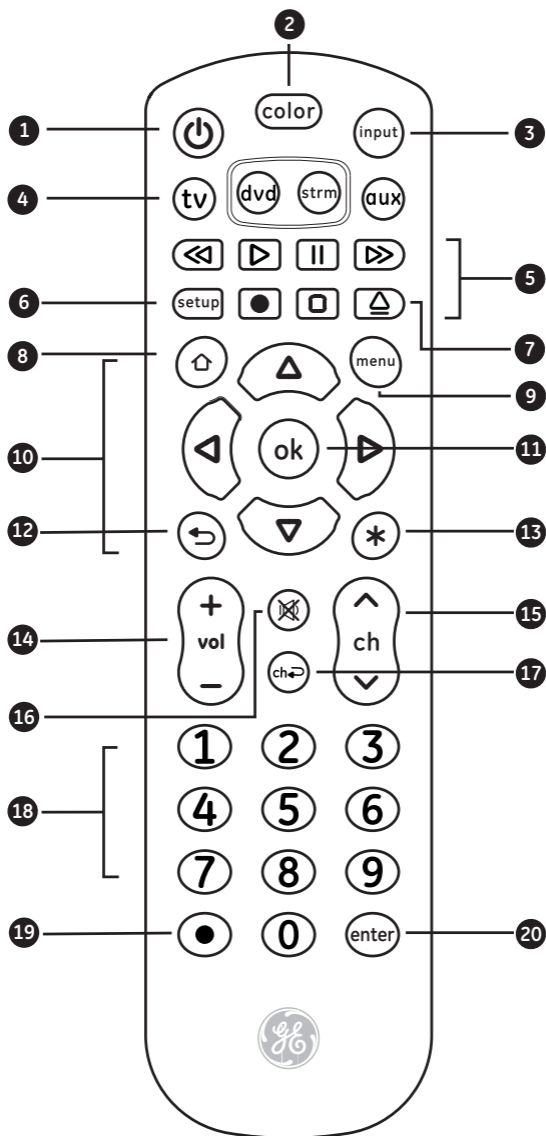 2
color
1
input
3
tv
dvd
strm
aux
4
5
setup
6
7
8
menu
9
10
ok
11
12
*
13
+
vol
−
14
ch
15
16
ch
17
1 2 3
4 5 6
18
7 8 9
19
0
enter
20
GE